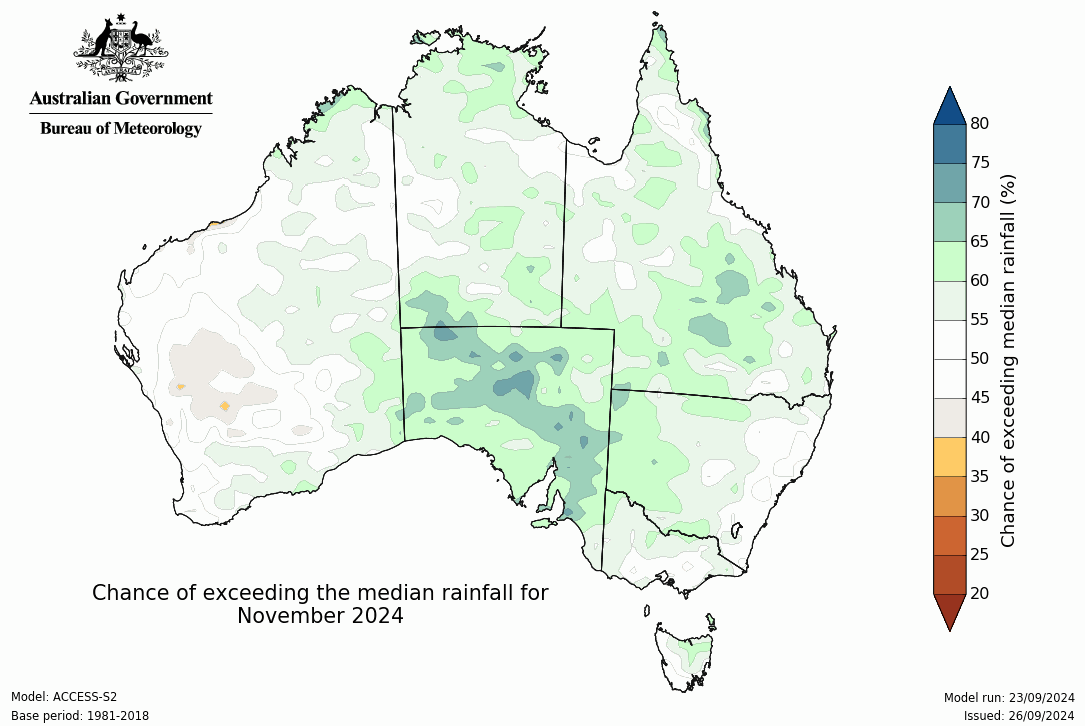 AUSTRALIA
Australian Government
Bureau of Meteorology
80
75
70
65
60
55
50
45
40
35
30
25
20
Chance of exceeding median rainfall (%)
Chance of exceeding the median rainfall for
November 2024
Model: ACCESS-S2
Base period: 1981-2018
Model run: 23/09/2024
Issued: 26/09/2024